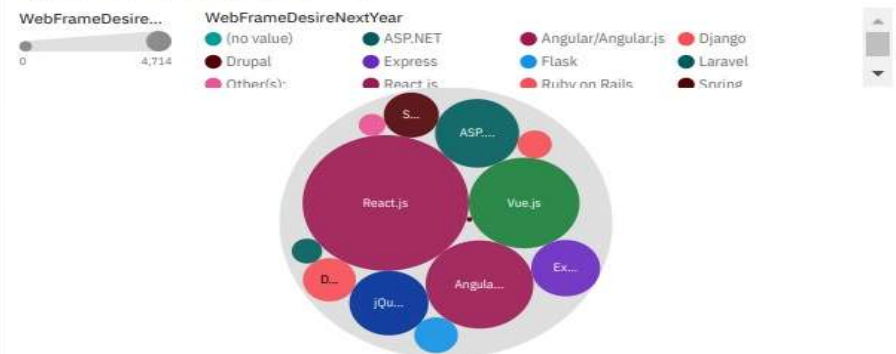 WebFrameDesire...
0 4,714
WebFrameDesireNextYear
(no value) ASP.NET Angular/Angular.js Django
Drupal Express Flask Laravel
Other(s): React.js Ruby on Rails Spring
S...
ASP....
React.js
Vue.js
Ex...
D...
Angula...
jQu...